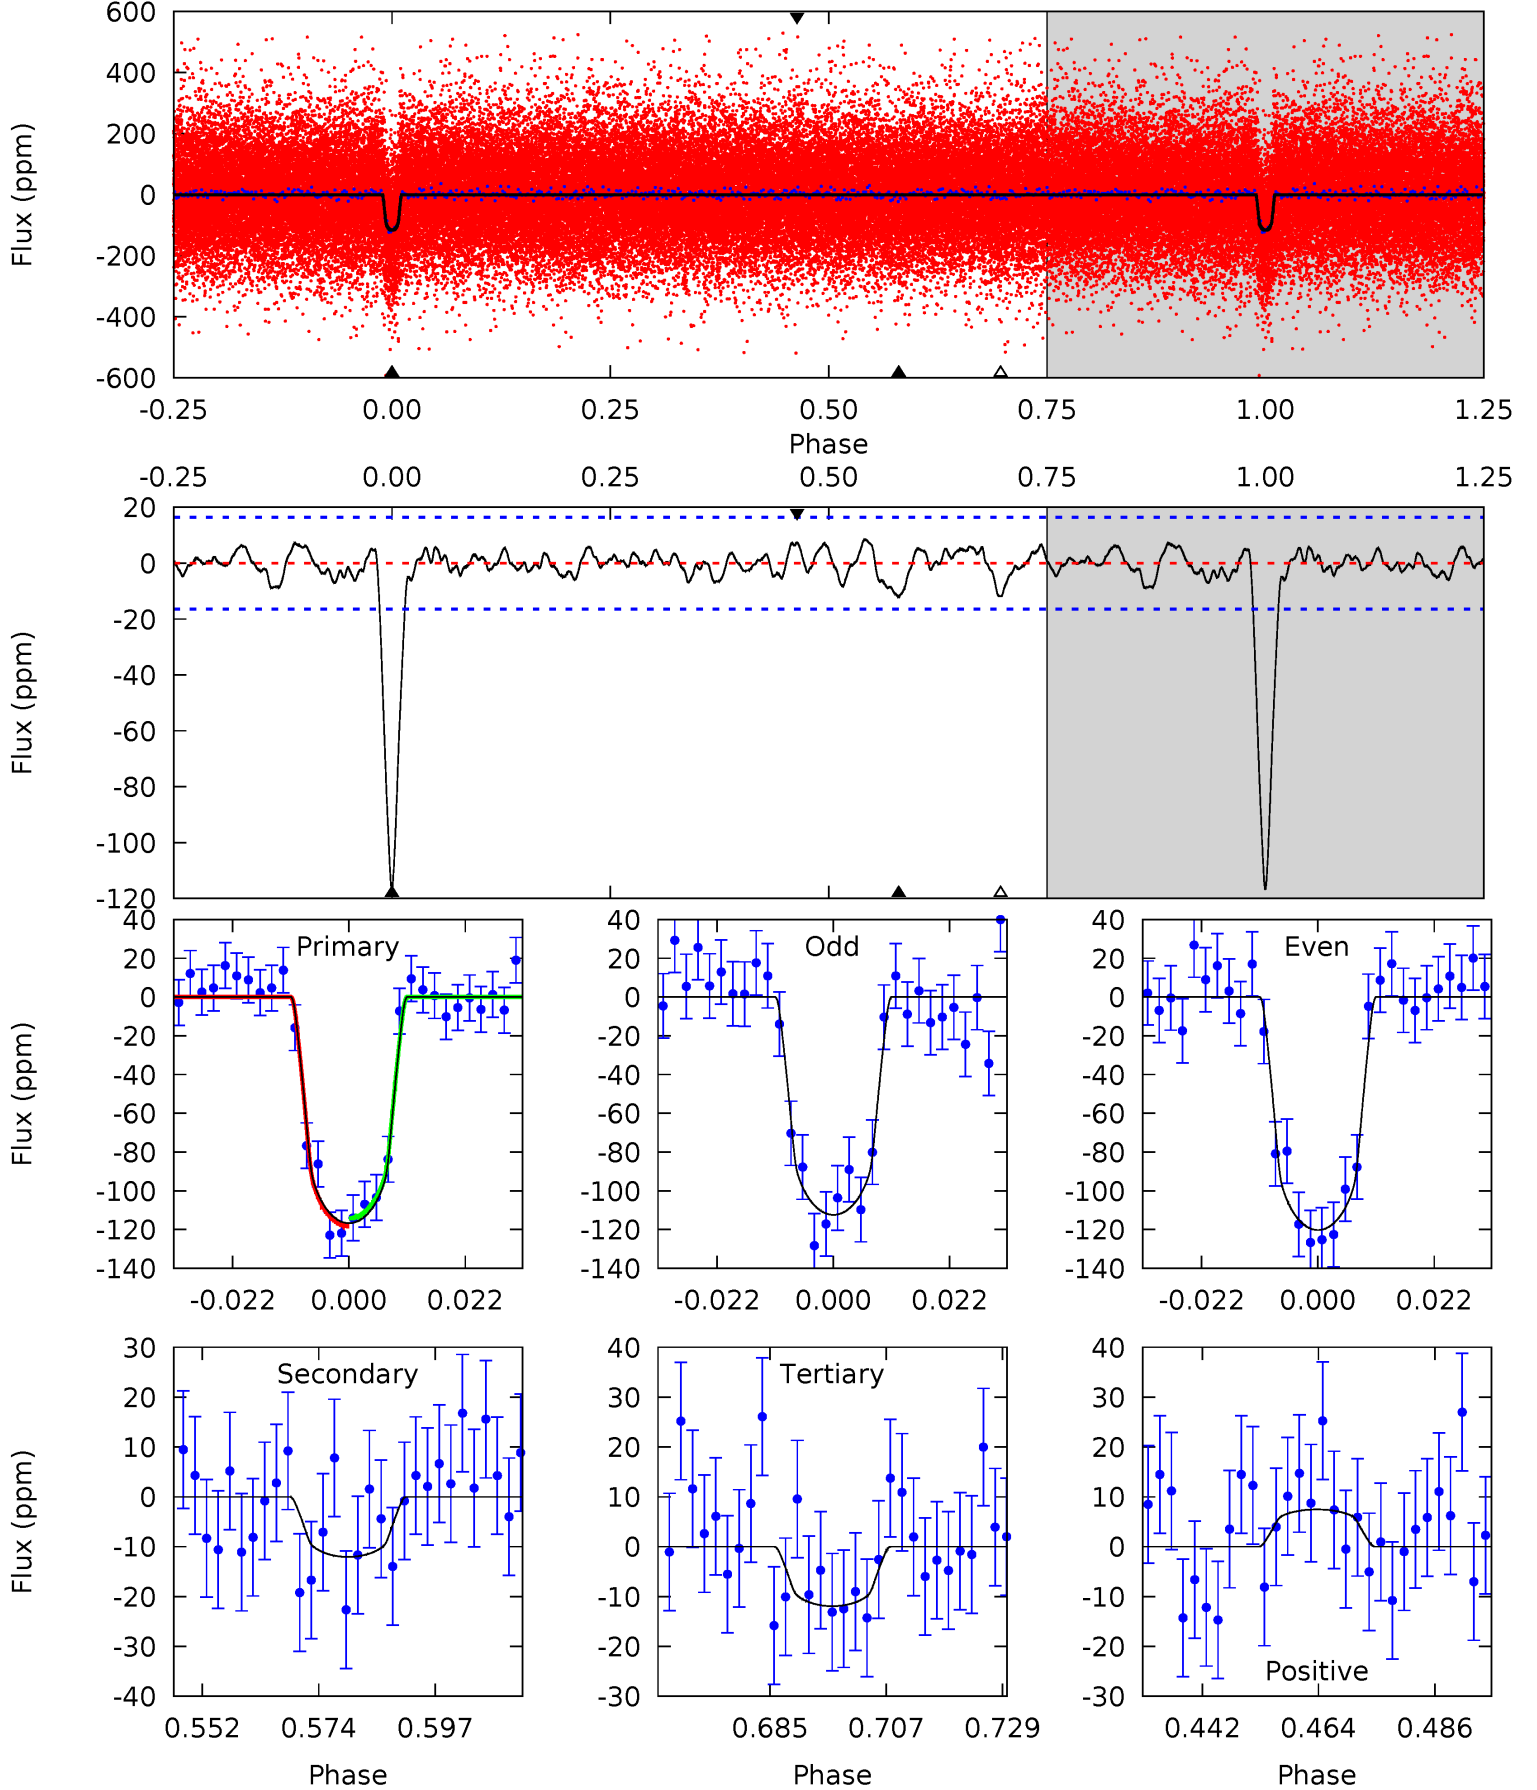 600
400
200
0
-200
-400
-600
Flux (ppm)
-0.25 0.00 0.25 0.50 0.75 1.00 1.25
Phase
-0.25 0.00 0.25 0.50 0.75 1.00 1.25
20
0
-20
-40
-60
-80
-100
-120
Flux (ppm)
Primary Odd Even
40 40 40
20 20 20
0 0 0
-20 -20 -20
-40 -40 -40
-60 -60 -60
-80 -80 -80
-100 -100 -100
-120 -120 -120
-140 -140 -140
Flux (ppm)
-0.022 0.000 0.022 -0.022 0.000 0.022 -0.022 0.000 0.022
Secondary Tertiary Positive
30 40 40
20 30 30
10 20 20
0 10 10
-10 0 0
-20 -10 -10
-30 -20 -20
-40 -30 -30
Flux (ppm)
0.552 0.574 0.597 0.685 0.707 0.729 0.442 0.464 0.486
Phase Phase Phase